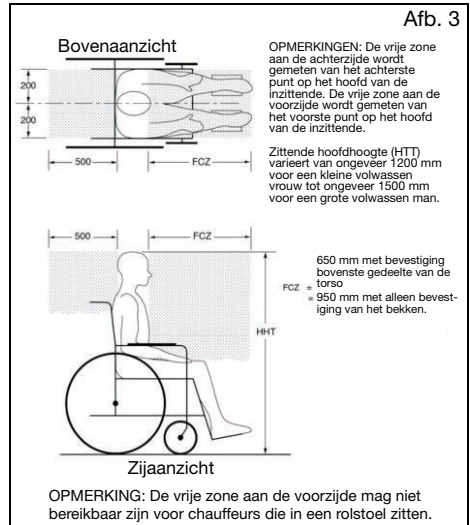 Afb. 3
Bovenaanzicht
200
200
500
FCZ
OPMERKINGEN: De vrije zone
aan de achterzijde wordt
gemeten van het achterste
punt op het hoofd van de
inzittende. De vrije zone aan de
voorzijde wordt gemeten van
het voorste punt op het hoofd
van de inzittende.
Zittende hoofdhoogte (HTT)
varieert van ongeveer 1200 mm
voor een kleine volwassen
vrouw tot ongeveer 1500 mm
voor een grote volwassen man.
500
FCZ
HHT
650 mm met bevestiging
bovenste gedeelte van de
FCZ = torso
= 950 mm met alleen bevest-
iging van het bekken.
Zijaanzicht
OPMERKING: De vrije zone aan de voorzijde mag niet
bereikbaar zijn voor chauffeurs die in een rolstoel zitten.